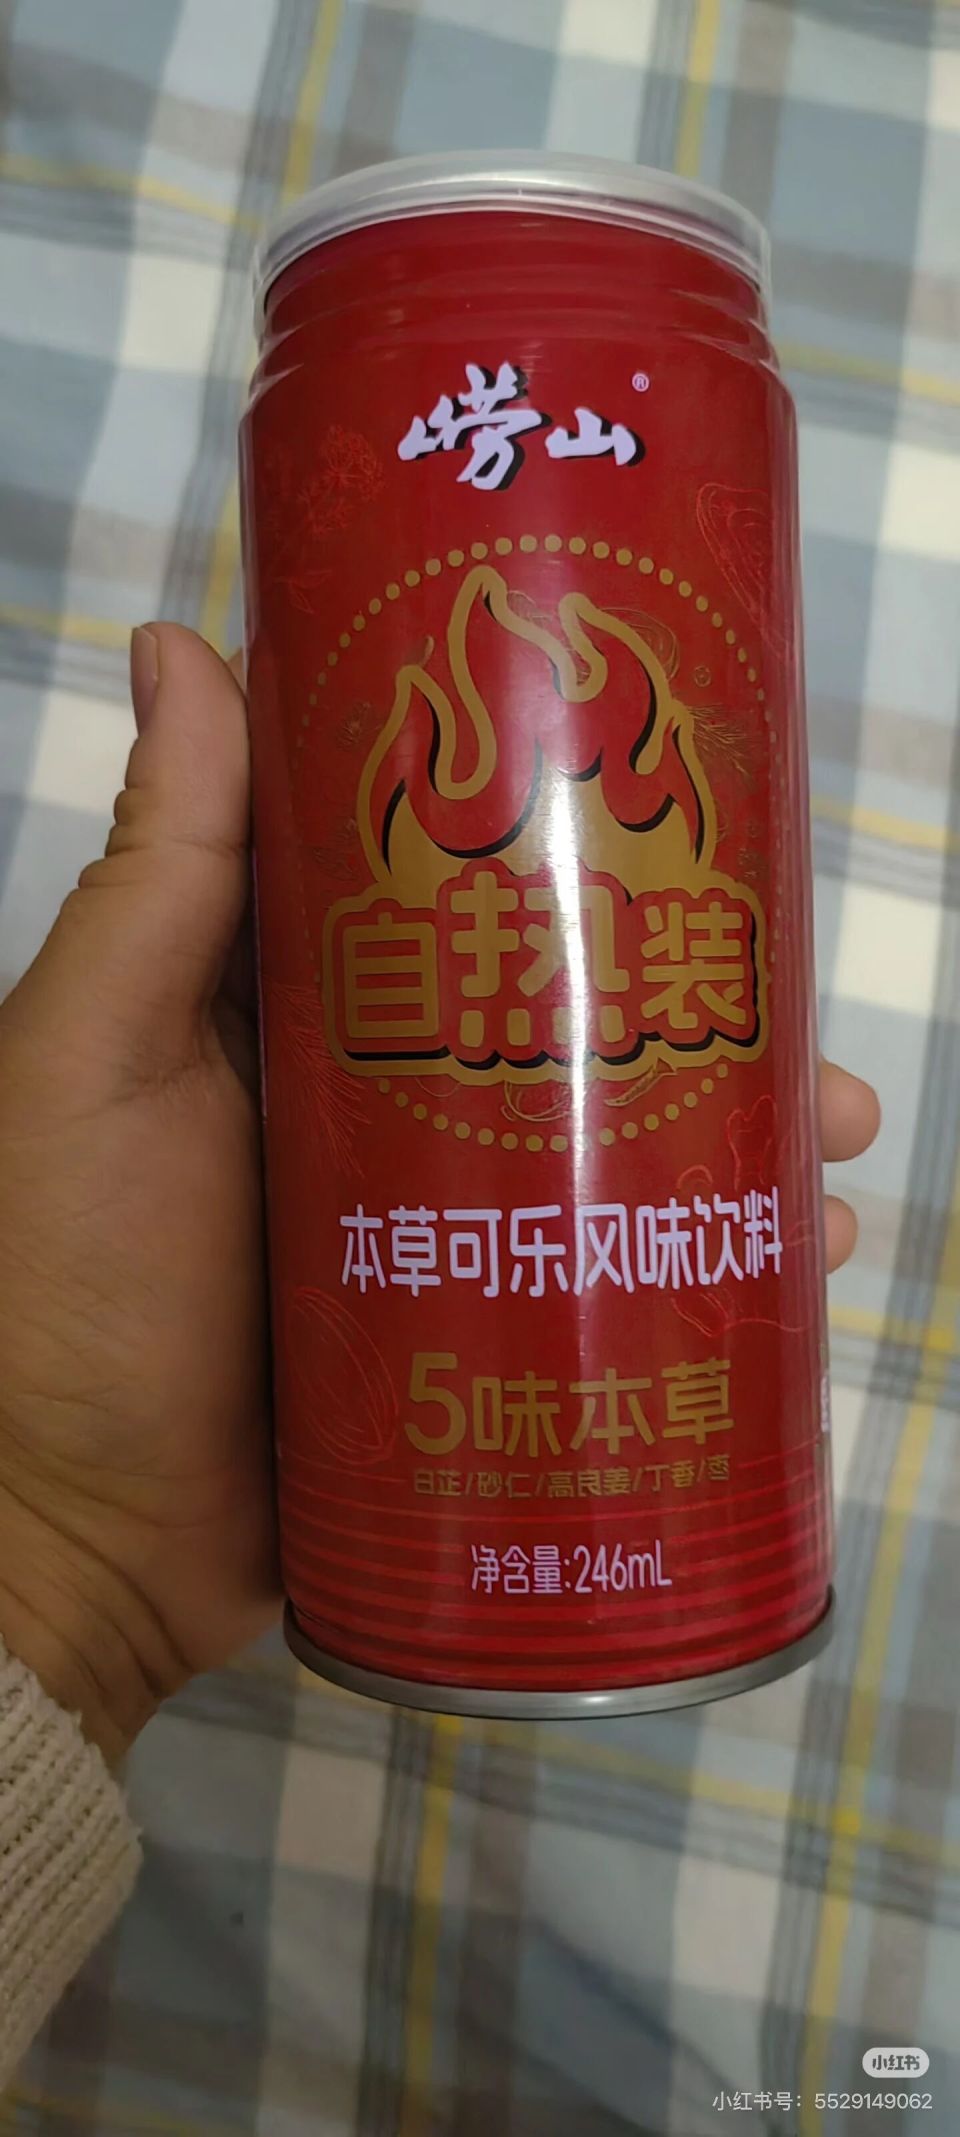 崂山®
自热装
本草可乐风味饮料
5味本草
白芷/砂仁/高良姜/丁香/枣
净含量:246mL
小红书
小红书号：5529149062